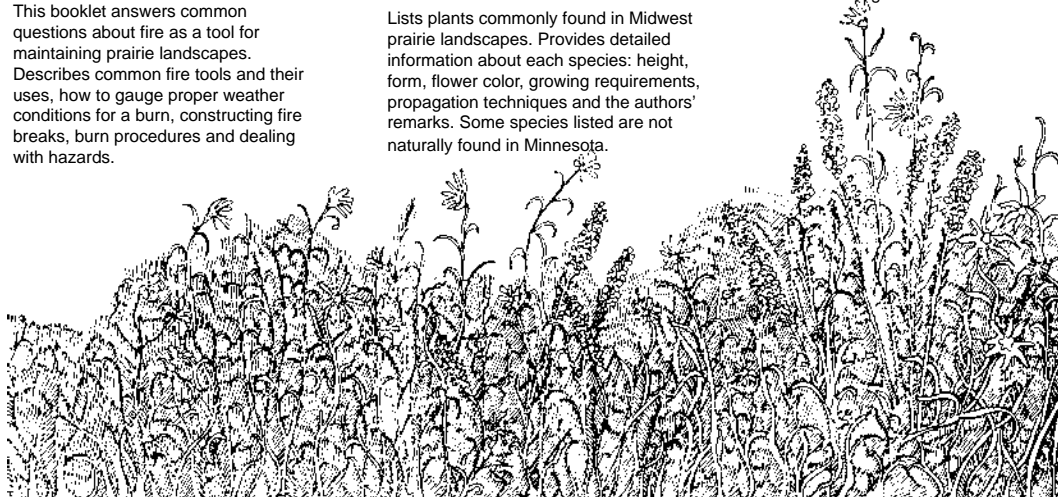 This booklet answers common
questions about fire as a tool for
maintaining prairie landscapes.
Describes common fire tools and their
uses, how to gauge proper weather
conditions for a burn, constructing fire
breaks, burn procedures and dealing
with hazards.
Lists plants commonly found in Midwest
prairie landscapes. Provides detailed
information about each species: height,
form, flower color, growing requirements,
propagation techniques and the authors'
remarks. Some species listed are not
naturally found in Minnesota.